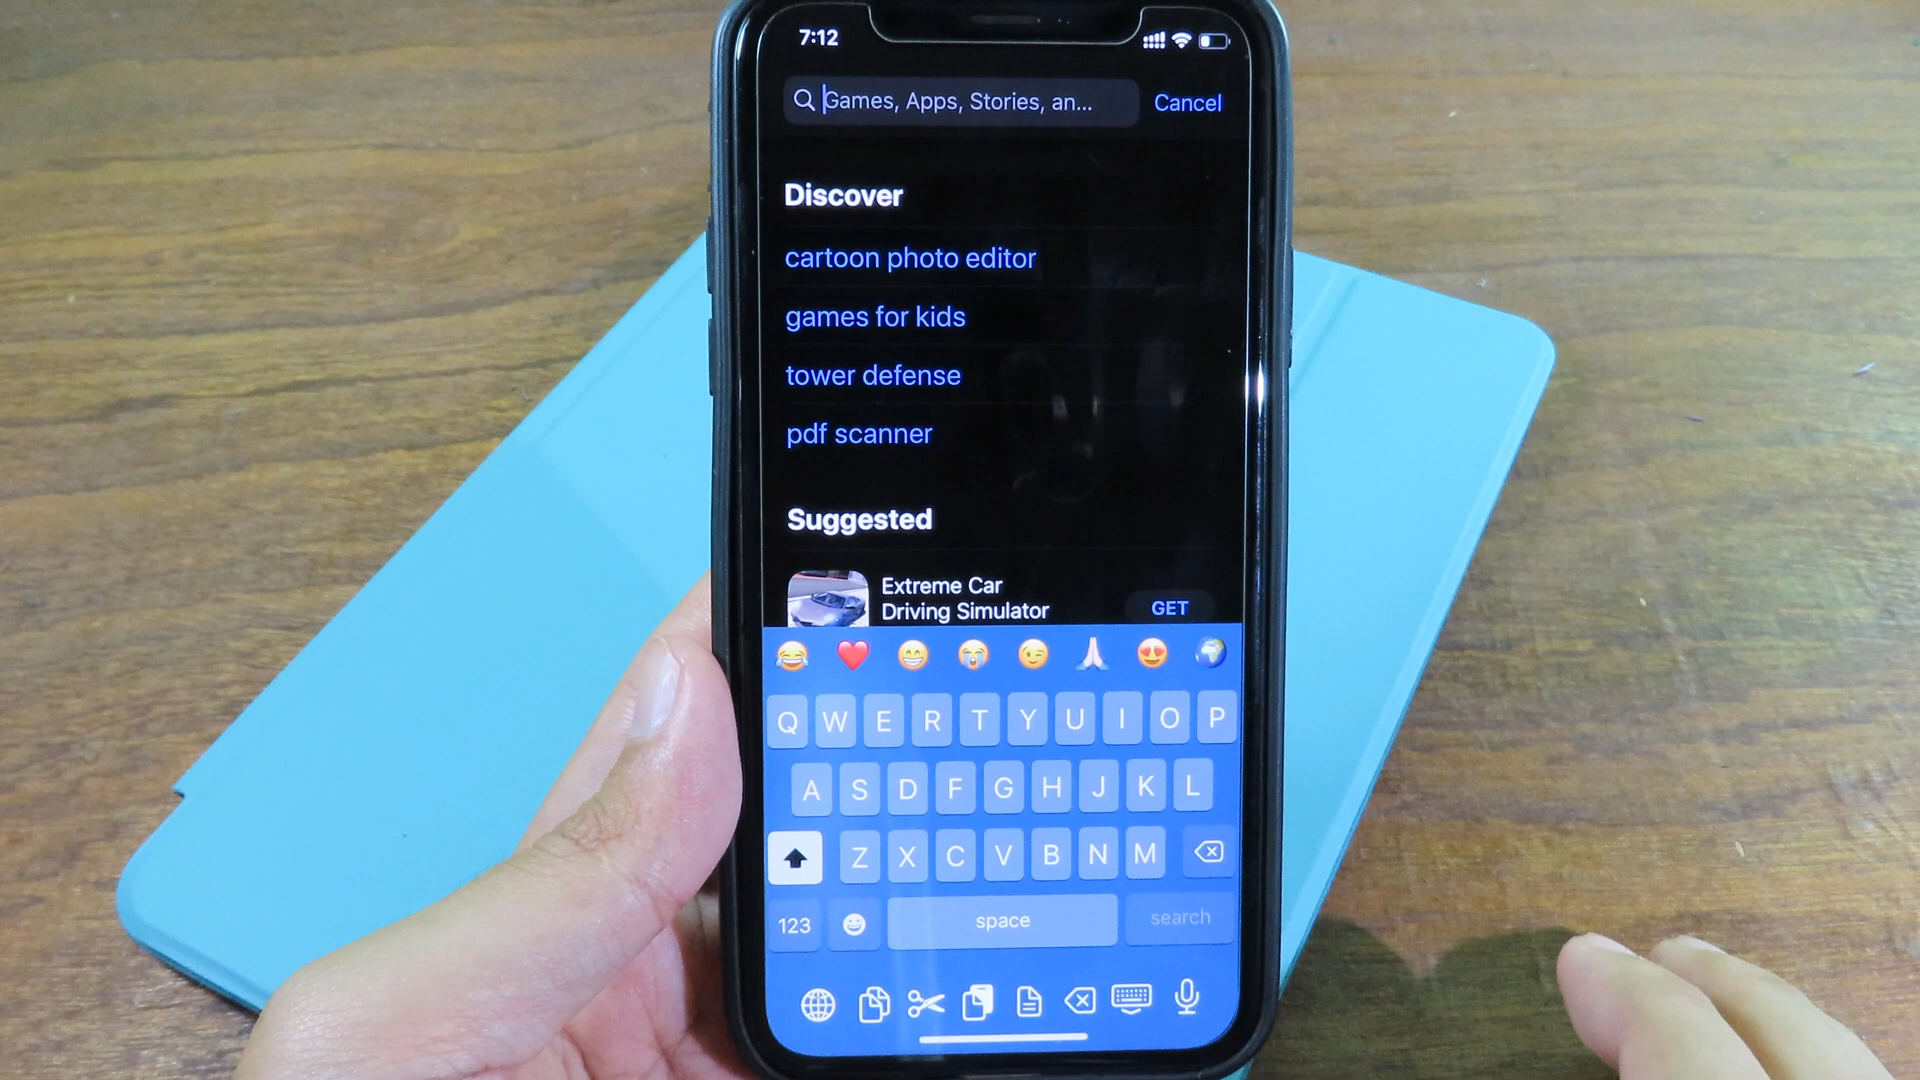 7:12
Games, Apps, Stories, an... Cancel
Discover
cartoon photo editor
games for kids
tower defense
pdf scanner
Suggested
Extreme Car
Driving Simulator
GET
Q W E R T Y U I O P
A S D F G H J K L
Z X C V B N M
123 space search